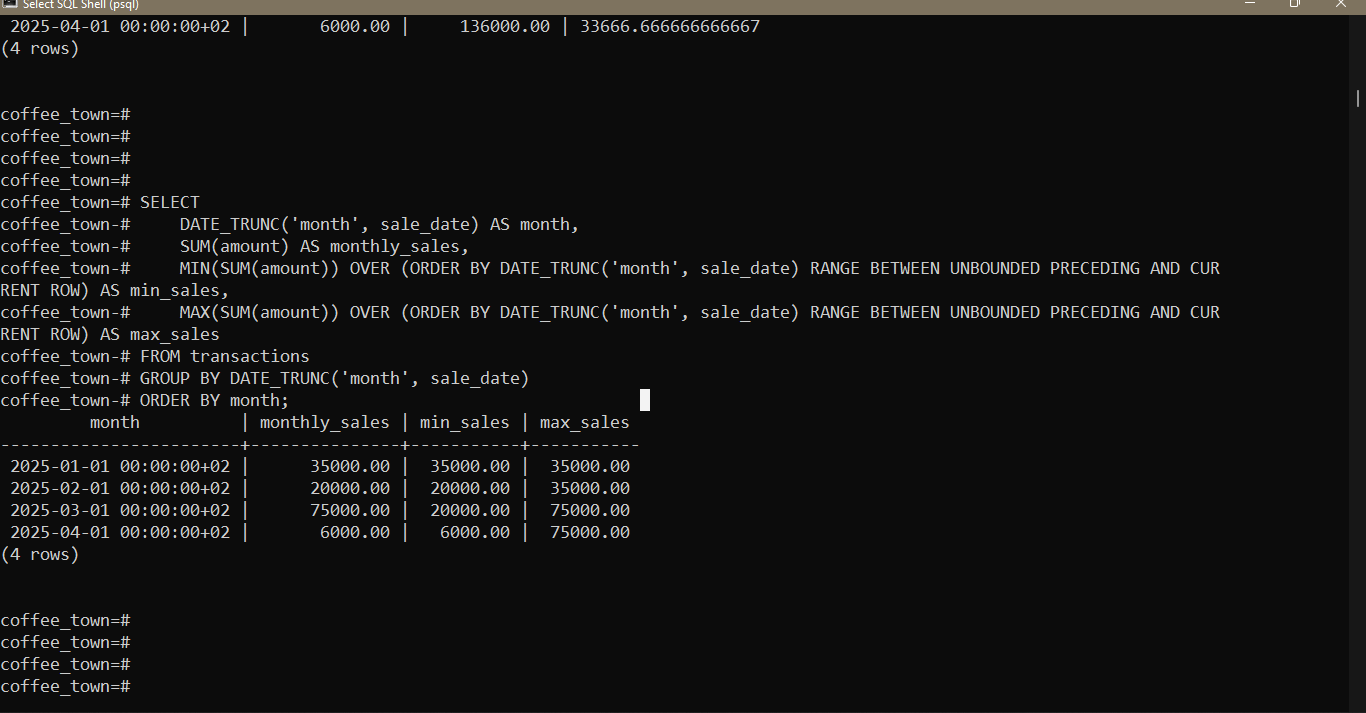 Select SQL Shell (psql)
 2025-04-01 00:00:00+02 |       6000.00 |     136000.00 | 33666.666666666667
(4 rows)
coffee_town=#
coffee_town=#
coffee_town=#
coffee_town=#
coffee_town=# SELECT
coffee_town-#     DATE_TRUNC('month', sale_date) AS month,
coffee_town-#     SUM(amount) AS monthly_sales,
coffee_town-#     MIN(SUM(amount)) OVER (ORDER BY DATE_TRUNC('month', sale_date) RANGE BETWEEN UNBOUNDED PRECEDING AND CUR
RENT ROW) AS min_sales,
coffee_town-#     MAX(SUM(amount)) OVER (ORDER BY DATE_TRUNC('month', sale_date) RANGE BETWEEN UNBOUNDED PRECEDING AND CUR
RENT ROW) AS max_sales
coffee_town-# FROM transactions
coffee_town-# GROUP BY DATE_TRUNC('month', sale_date)
coffee_town-# ORDER BY month;
         month          | monthly_sales | min_sales | max_sales
------------------------+---------------+-----------+-----------
 2025-01-01 00:00:00+02 |      35000.00 |  35000.00 |  35000.00
 2025-02-01 00:00:00+02 |      20000.00 |  20000.00 |  35000.00
 2025-03-01 00:00:00+02 |      75000.00 |  20000.00 |  75000.00
 2025-04-01 00:00:00+02 |       6000.00 |   6000.00 |  75000.00
(4 rows)
coffee_town=#
coffee_town=#
coffee_town=#
coffee_town=#